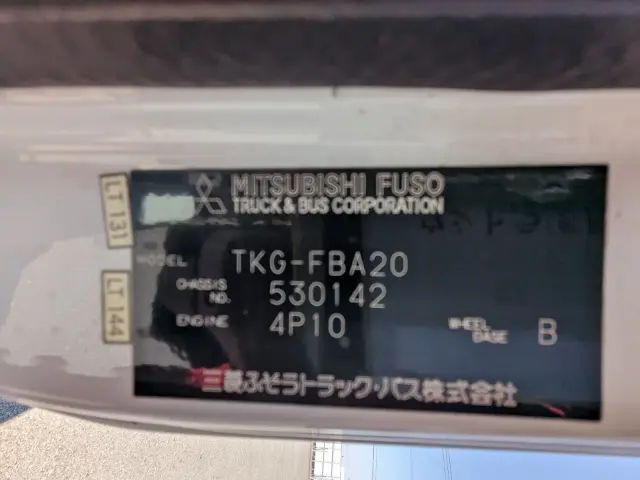 MITSUBISHI FUSO
TRUCK & BUS CORPORATION
MODEL TKG-FBA20
CHASSIS NO. 530142
ENGINE 4P10
WHEEL BASE B
三菱ふそうトラック・バス株式会社
LT 131
LT 144